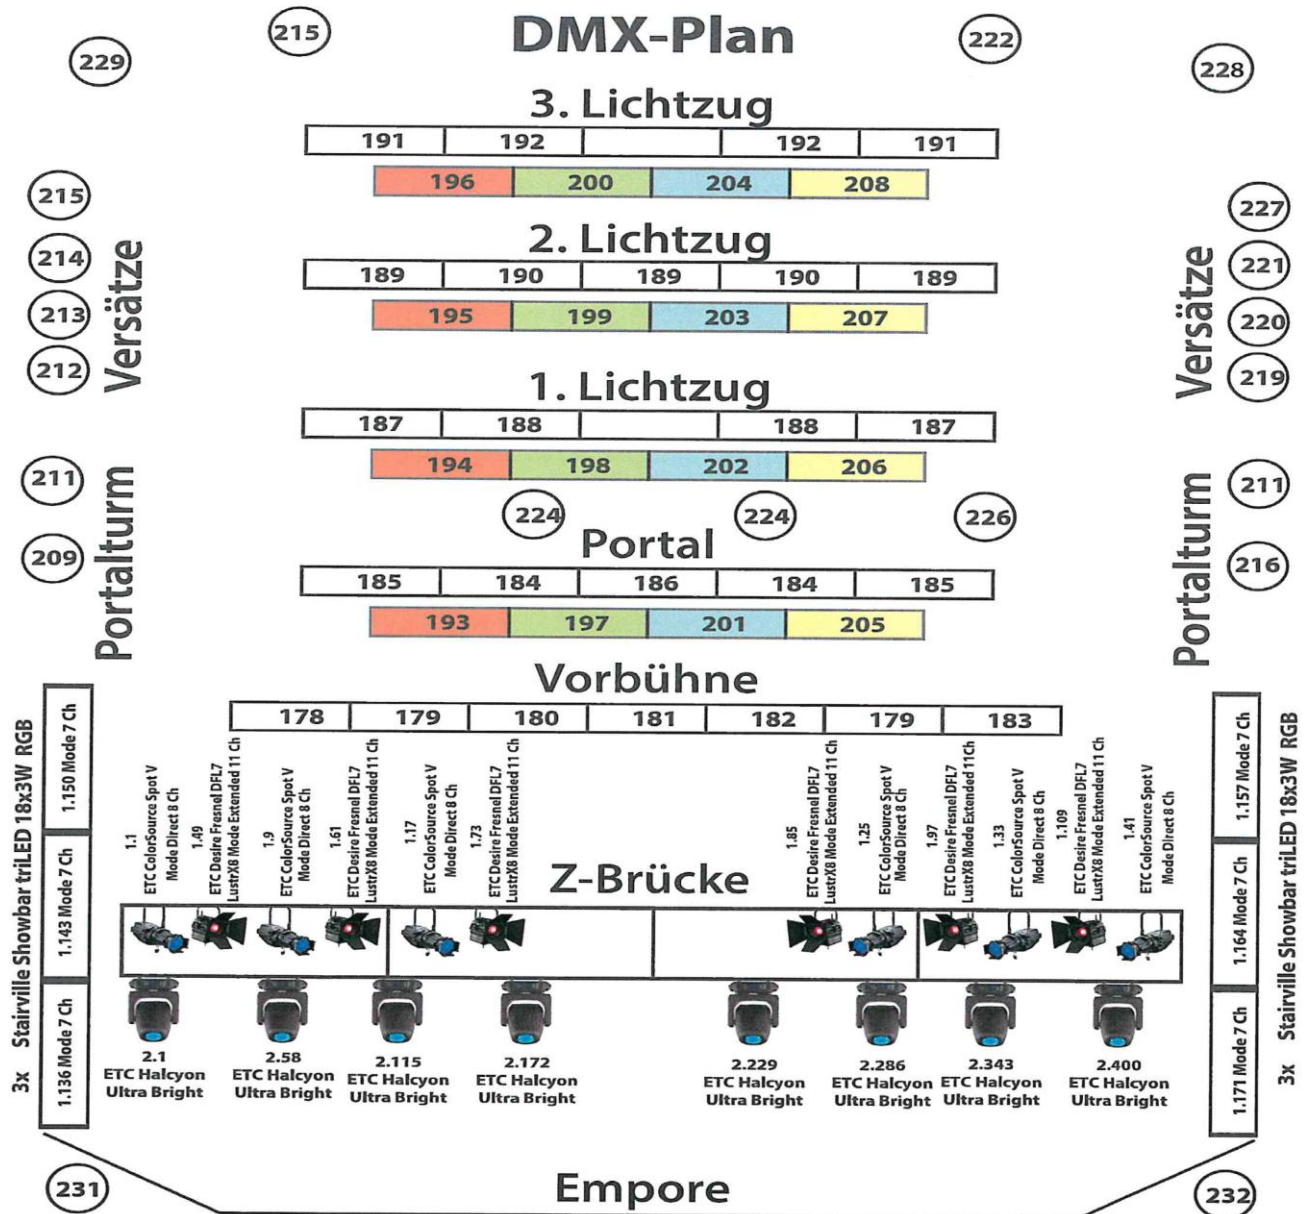 DMX-Plan
215
222
229
228
3. Lichtzug
191 192 192 191
196 200 204 208
215
214
213
212
Versätze
227
221
220
219
Versätze
2. Lichtzug
189 190 189 190 189
195 199 203 207
1. Lichtzug
187 188 188 187
194 198 202 206
211
209
Portalturm
211
216
Portalturm
224 224 226
Portal
185 184 186 184 185
193 197 201 205
Vorbühne
178 179 180 181 182 179 183
3x Stairville Showbar triLED 18x3W RGB
1.150 Mode 7 Ch
1.143 Mode 7 Ch
1.136 Mode 7 Ch
1.1
ETC ColorSource Spot V
Mode Direct 8 Ch
1.49
ETC Desire Fresnel DFL7
LustrX8 Mode Extended 11 Ch
1.9
ETC ColorSource Spot V
Mode Direct 8 Ch
1.61
ETC Desire Fresnel DFL7
LustrX8 Mode Extended 11 Ch
1.17
ETC ColorSource Spot V
Mode Direct 8 Ch
1.73
ETC Desire Fresnel DFL7
LustrX8 Mode Extended 11 Ch
1.85
ETC Desire Fresnel DFL7
LustrX8 Mode Extended 11 Ch
1.25
ETC ColorSource Spot V
Mode Direct 8 Ch
1.97
ETC Desire Fresnel DFL7
LustrX8 Mode Extended 11Ch
1.33
ETC ColorSource Spot V
Mode Direct 8 Ch
1.109
ETC Desire Fresnel DFL7
LustrX8 Mode Extended 11 Ch
1.41
ETC ColorSource Spot V
Mode Direct 8 Ch
1.157 Mode 7 Ch
1.164 Mode 7 Ch
1.171 Mode 7 Ch
3x Stairville Showbar triLED 18x3W RGB
Z-Brücke
2.1
ETC Halcyon
Ultra Bright
2.58
ETC Halcyon
Ultra Bright
2.115
ETC Halcyon
Ultra Bright
2.172
ETC Halcyon
Ultra Bright
2.229
ETC Halcyon
Ultra Bright
2.286
ETC Halcyon
Ultra Bright
2.343
ETC Halcyon
Ultra Bright
2.400
ETC Halcyon
Ultra Bright
231
Empore
232